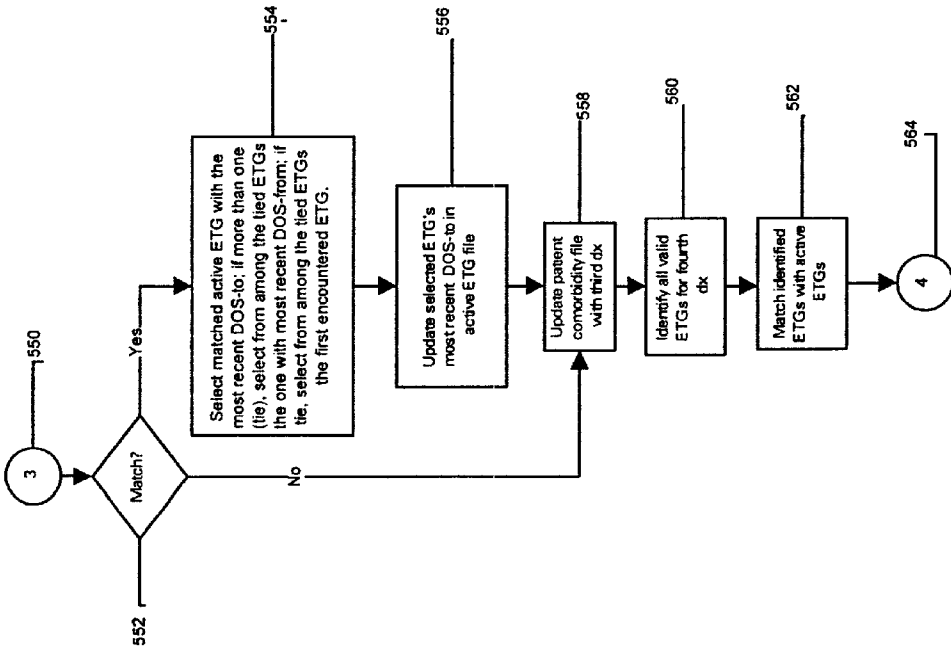 3
550
Match?
552
Yes
No
Select matched active ETG with the
most recent DOS-to; if more than one
(tie), select from among the tied ETGs
the one with most recent DOS-from; if
tie, select from among the tied ETGs
the first encountered ETG.
554
Update selected ETG's
most recent DOS-to in
active ETG file
556
Update patient
comorbidity file
with third dx
558
Identify all valid
ETGs for fourth
dx
560
Match identified
ETGs with active
ETGs
562
4
564